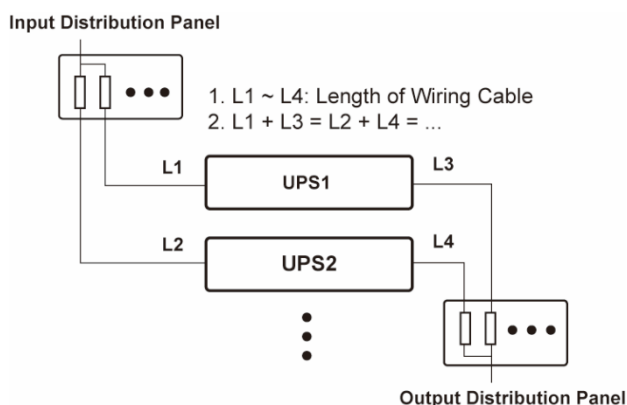 Input Distribution Panel
1. L1 ~ L4: Length of Wiring Cable
2. L1 + L3 = L2 + L4 = ...
L1
UPS1
L3
L2
UPS2
L4
Output Distribution Panel